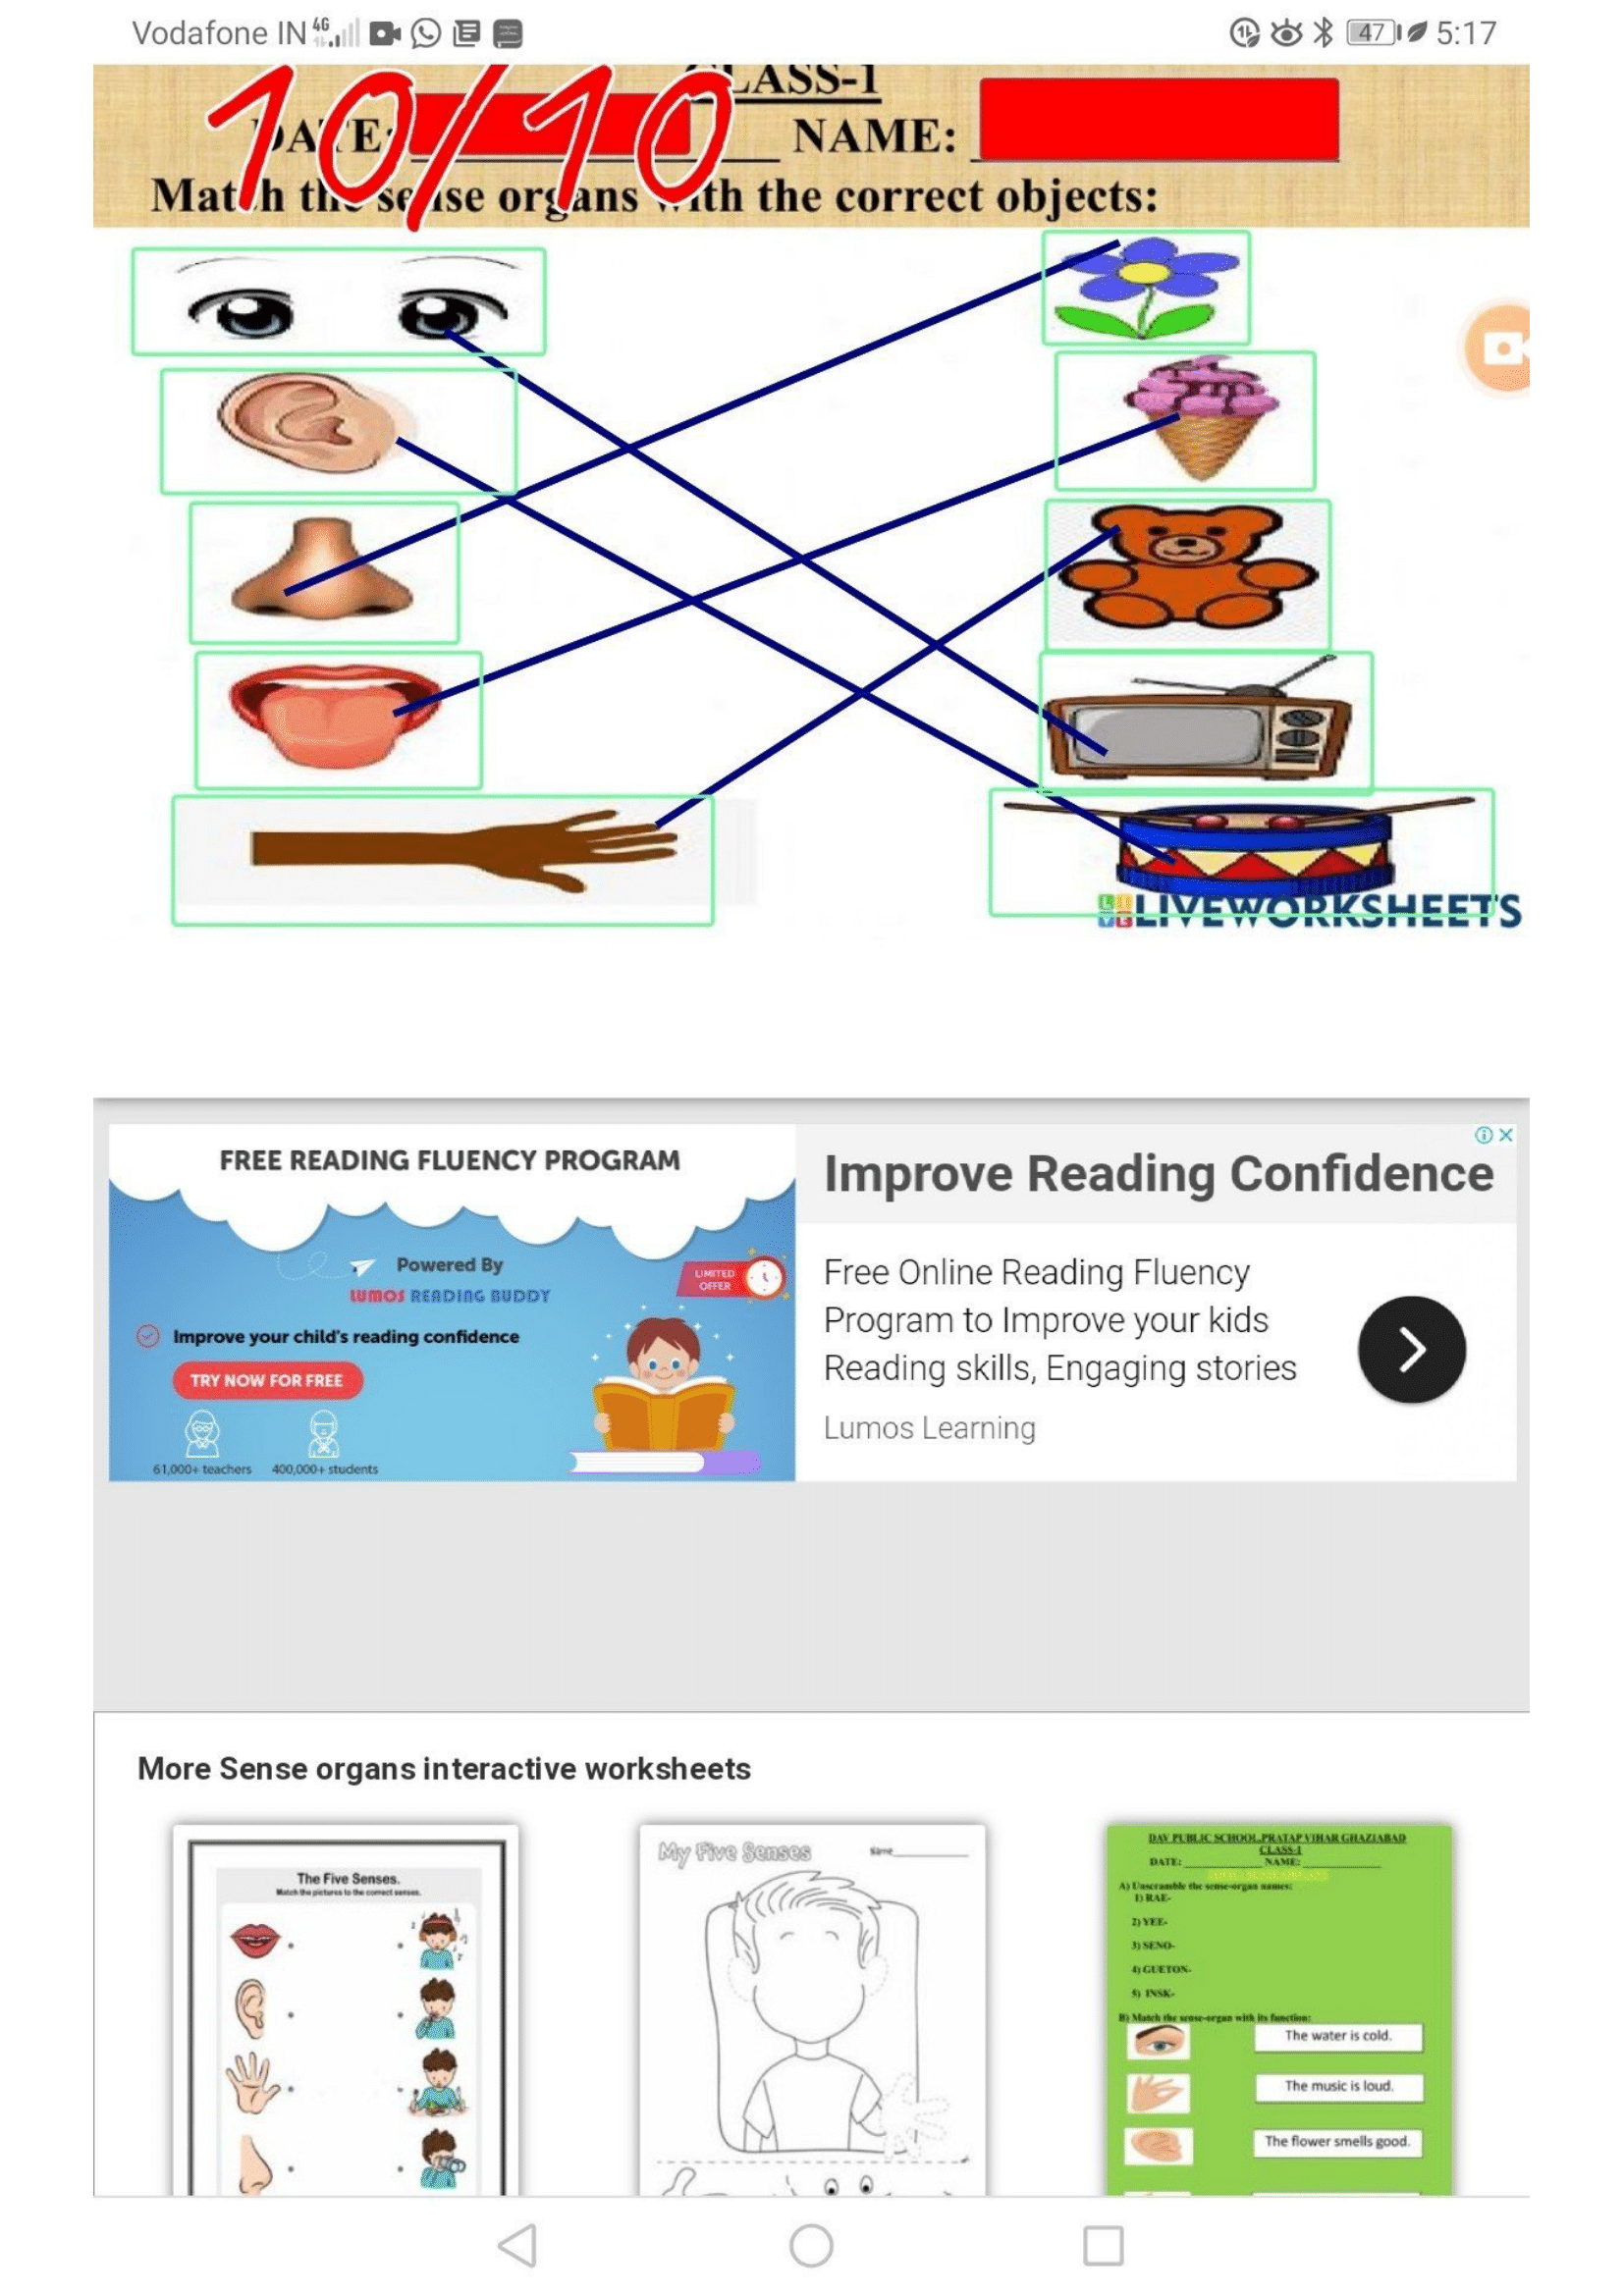 Vodafone IN 4G 47 5:17
CLASS-1
10/10
DATE: NAME:
Match the sense organs with the correct objects:
LIVEWORKSHEETS
FREE READING FLUENCY PROGRAM
Powered By
LUMOS READING BUDDY
LIMITED
OFFER
Improve your child's reading confidence
TRY NOW FOR FREE
61,000+ teachers 400,000+ students
Improve Reading Confidence
Free Online Reading Fluency
Program to Improve your kids
Reading skills, Engaging stories
Lumos Learning
More Sense organs interactive worksheets
The Five Senses.
Match the pictures to the correct senses.
My Five Senses Name
DAV PUBLIC SCHOOL,PRATAP VIHAR GHAZIABAD
CLASS-1
DATE: NAME:
A) Unscramble the sense-organ names:
1) RAE-
2) YEE-
3) SENO-
4) GUETON-
5) INSK-
B) Match the sense-organ with its function:
The water is cold.
The music is loud.
The flower smells good.